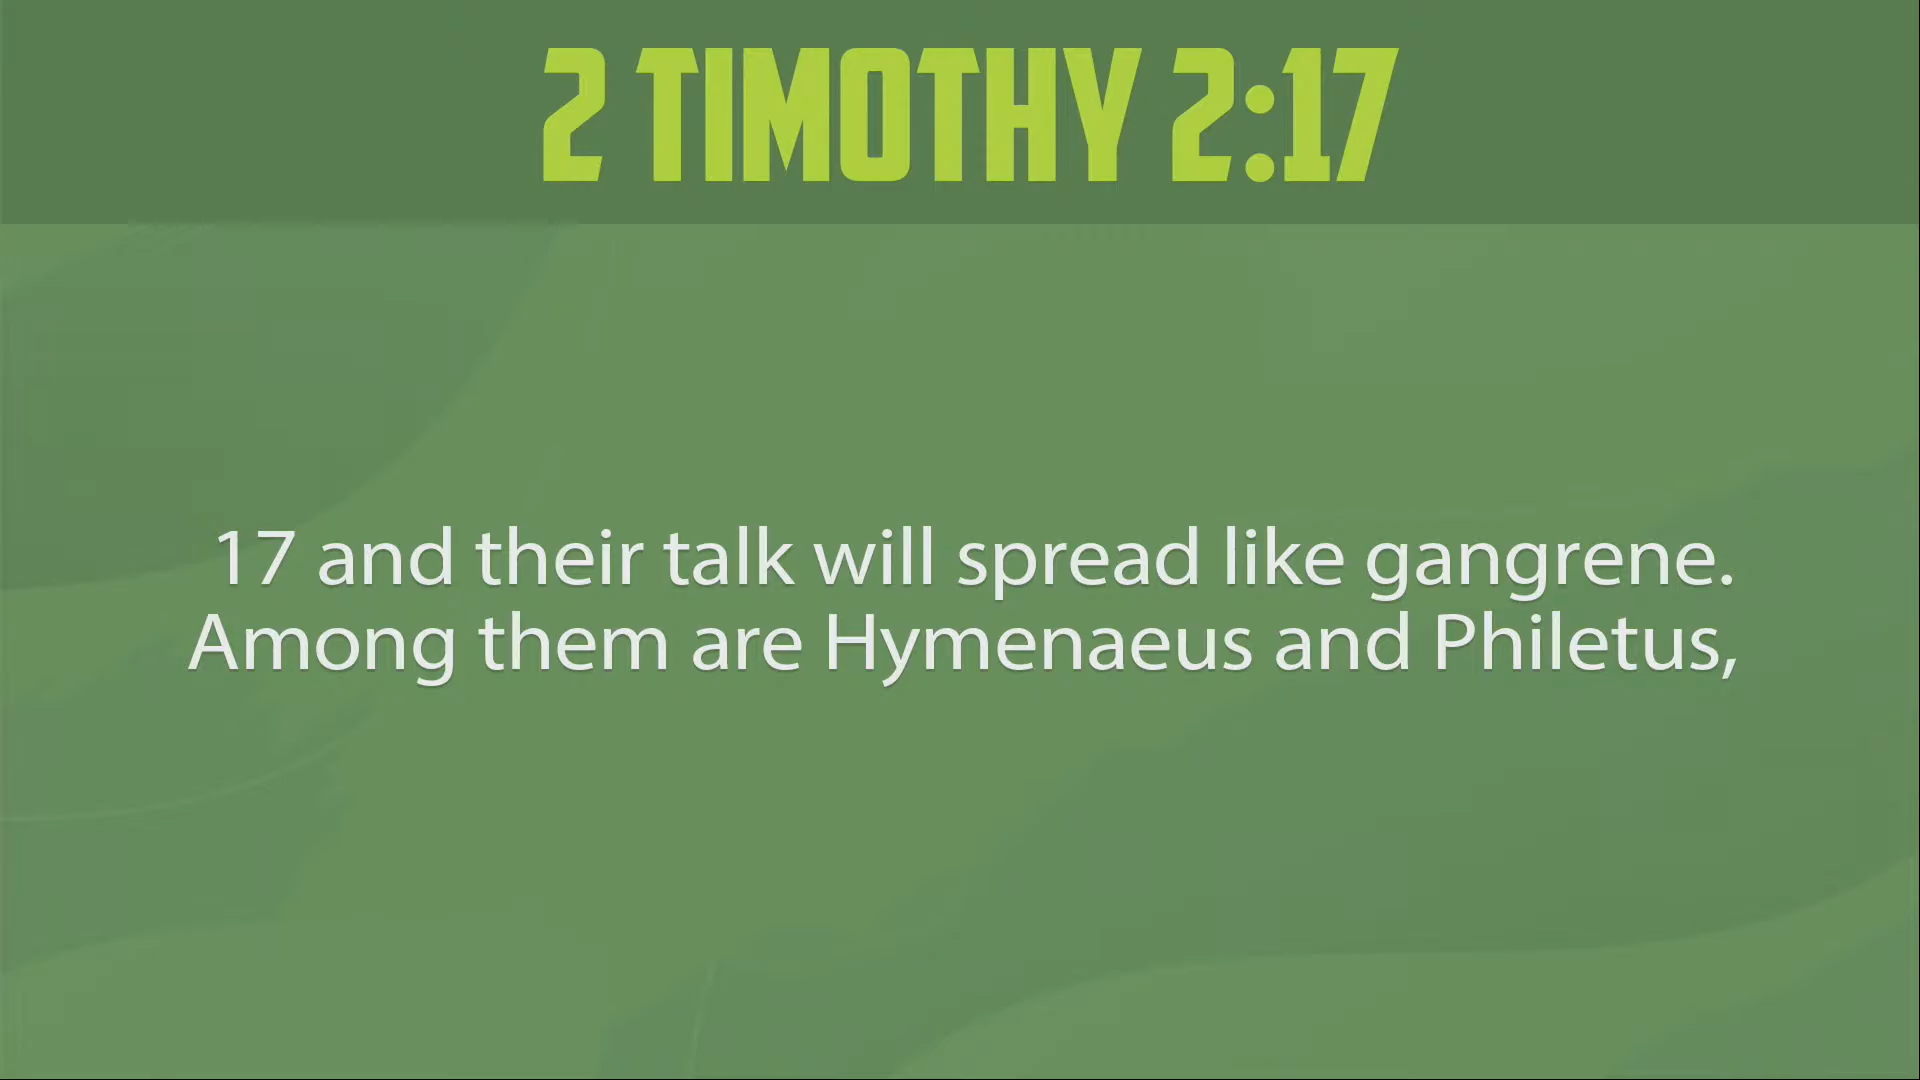 2 TIMOTHY 2:17
17 and their talk will spread like gangrene.
Among them are Hymenaeus and Philetus,